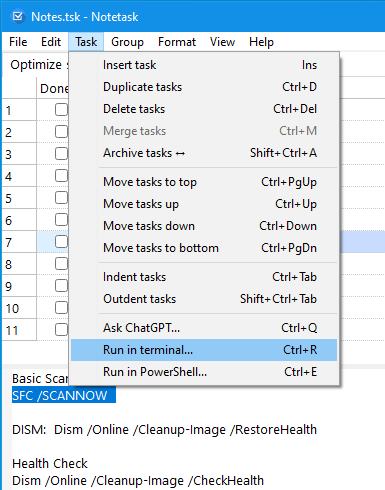 Notes.tsk - Notetask
File Edit Task Group Format View Help
Optimize
Done
Insert task Ins
Duplicate tasks Ctrl+D
1
Delete tasks Ctrl+Del
2
Merge tasks Ctrl+M
3
Archive tasks ↔ Shift+Ctrl+A
4
Move tasks to top Ctrl+PgUp
5
Move tasks up Ctrl+Up
6
Move tasks down Ctrl+Down
7
Move tasks to bottom Ctrl+PgDn
8
Indent tasks Ctrl+Tab
9
Outdent tasks Shift+Ctrl+Tab
10
Ask ChatGPT... Ctrl+Q
11
Run in terminal... Ctrl+R
Run in PowerShell... Ctrl+E
Basic Scan
SFC /SCANNOW
DISM: Dism /Online /Cleanup-Image /RestoreHealth
Health Check
Dism /Online /Cleanup-Image /CheckHealth